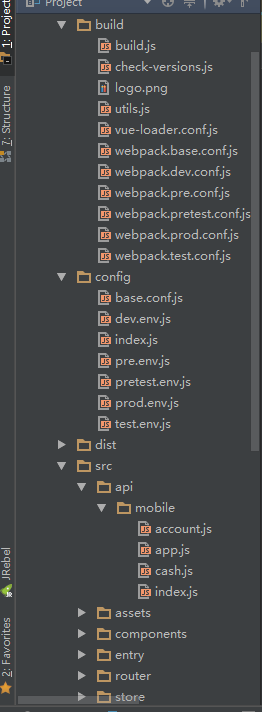 Project
1: Project
build
build.js
check-versions.js
logo.png
utils.js
vue-loader.conf.js
webpack.base.conf.js
webpack.dev.conf.js
webpack.pre.conf.js
webpack.pretest.conf.js
webpack.prod.conf.js
webpack.test.conf.js
config
base.conf.js
dev.env.js
index.js
pre.env.js
pretest.env.js
prod.env.js
test.env.js
dist
src
api
mobile
account.js
app.js
cash.js
index.js
assets
components
entry
router
store
7: Structure
JRebel
2: Favorites